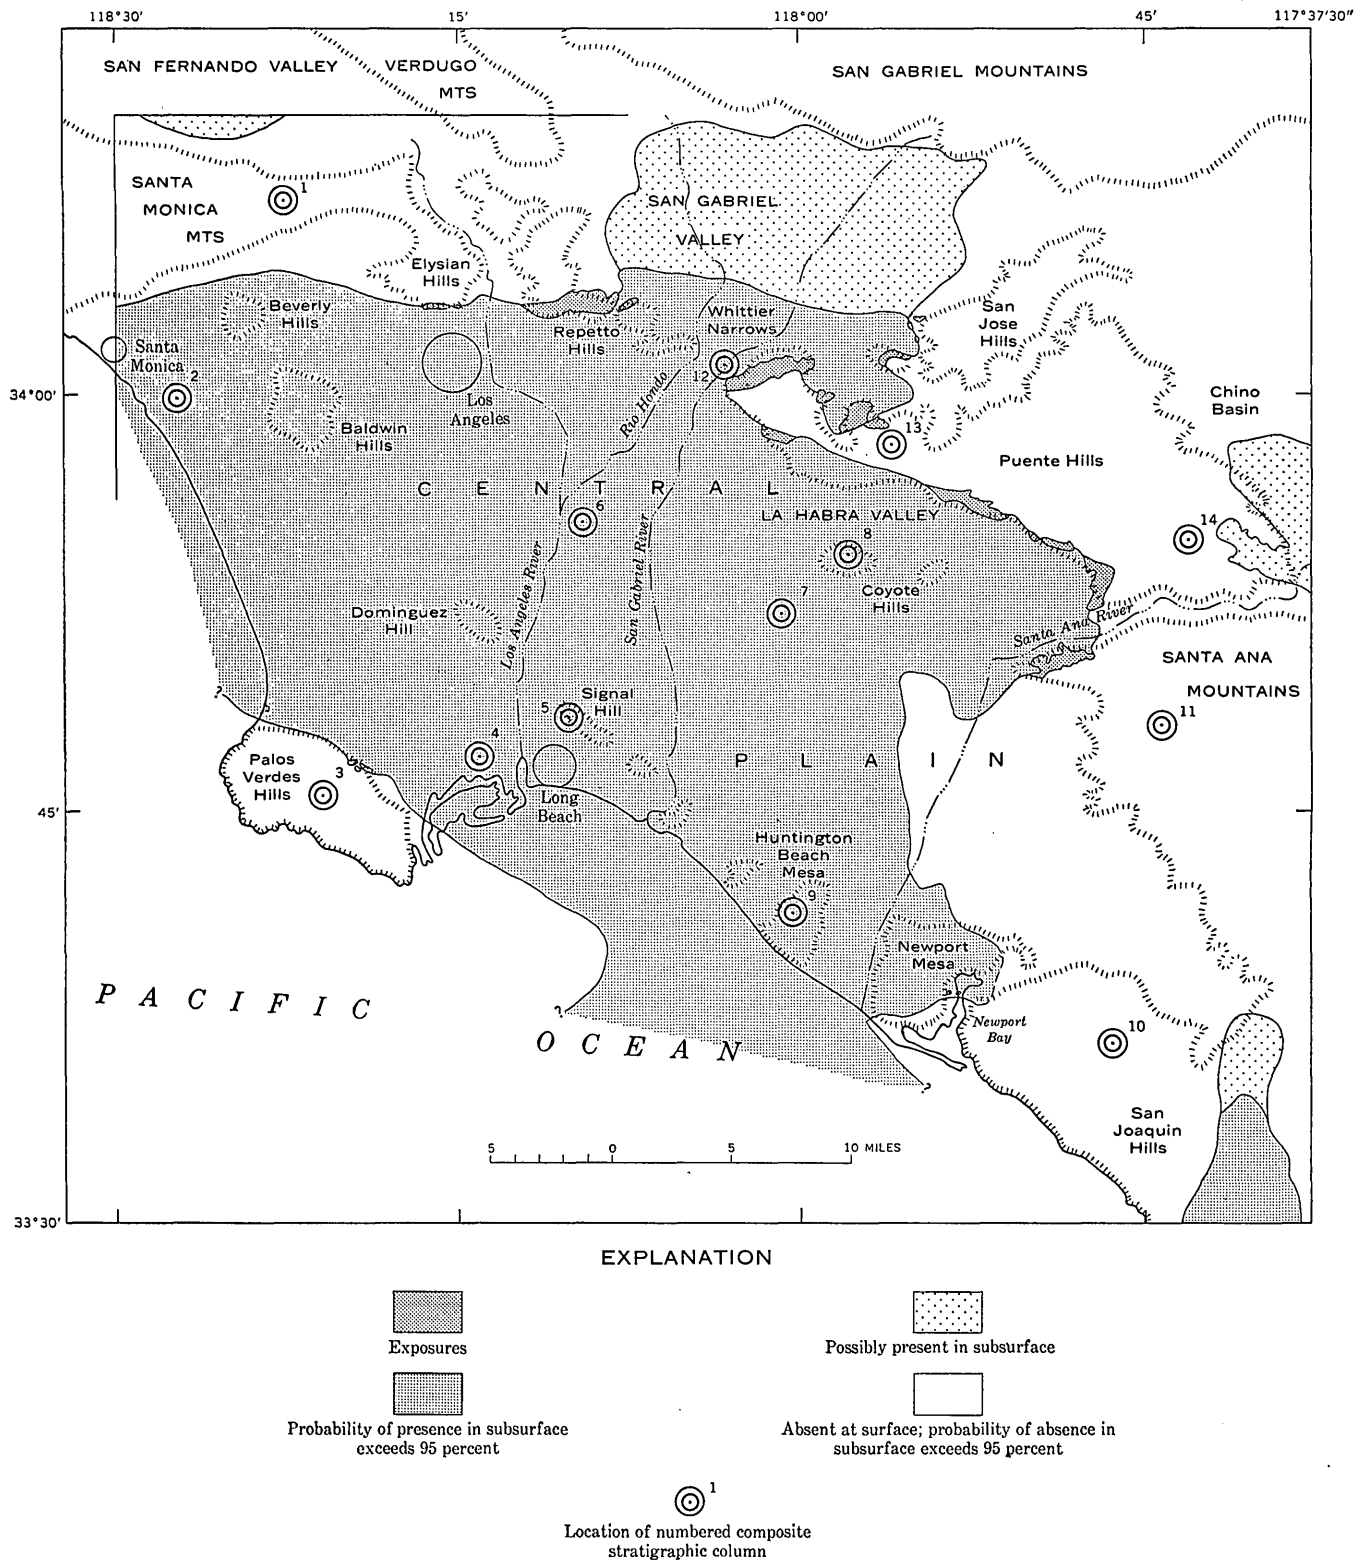 118°30'
15'
118°00'
45'
117°37'30"
SAN FERNANDO VALLEY
VERDUGO
MTS
SAN GABRIEL MOUNTAINS
SANTA
MONICA
MTS
1
SAN GABRIEL
VALLEY
Elysian
Hills
Beverly
Hills
Repetto
Hills
Whittier
Narrows
San
Jose
Hills
Santa
Monica
2
Los
Angeles
12
Rio Hondo
34°00'
Baldwin
Hills
13
Chino
Basin
Puente Hills
CENTRAL
6
LA HABRA VALLEY
8
14
Los Angeles River
San Gabriel River
7
Coyote
Hills
Dominguez
Hill
Santa Ana River
SANTA ANA
MOUNTAINS
11
?
?
Signal
Hill
5
4
Palos
Verdes
Hills
3
PLAIN
45'
Long
Beach
Huntington
Beach
Mesa
9
Newport
Mesa
PACIFIC
OCEAN
?
Newport
Bay
10
?
San
Joaquin
Hills
5 0 5 10 MILES
33°30'
EXPLANATION
Exposures
Possibly present in subsurface
Probability of presence in subsurface
exceeds 95 percent
Absent at surface; probability of absence in
subsurface exceeds 95 percent
1
Location of numbered composite
stratigraphic column